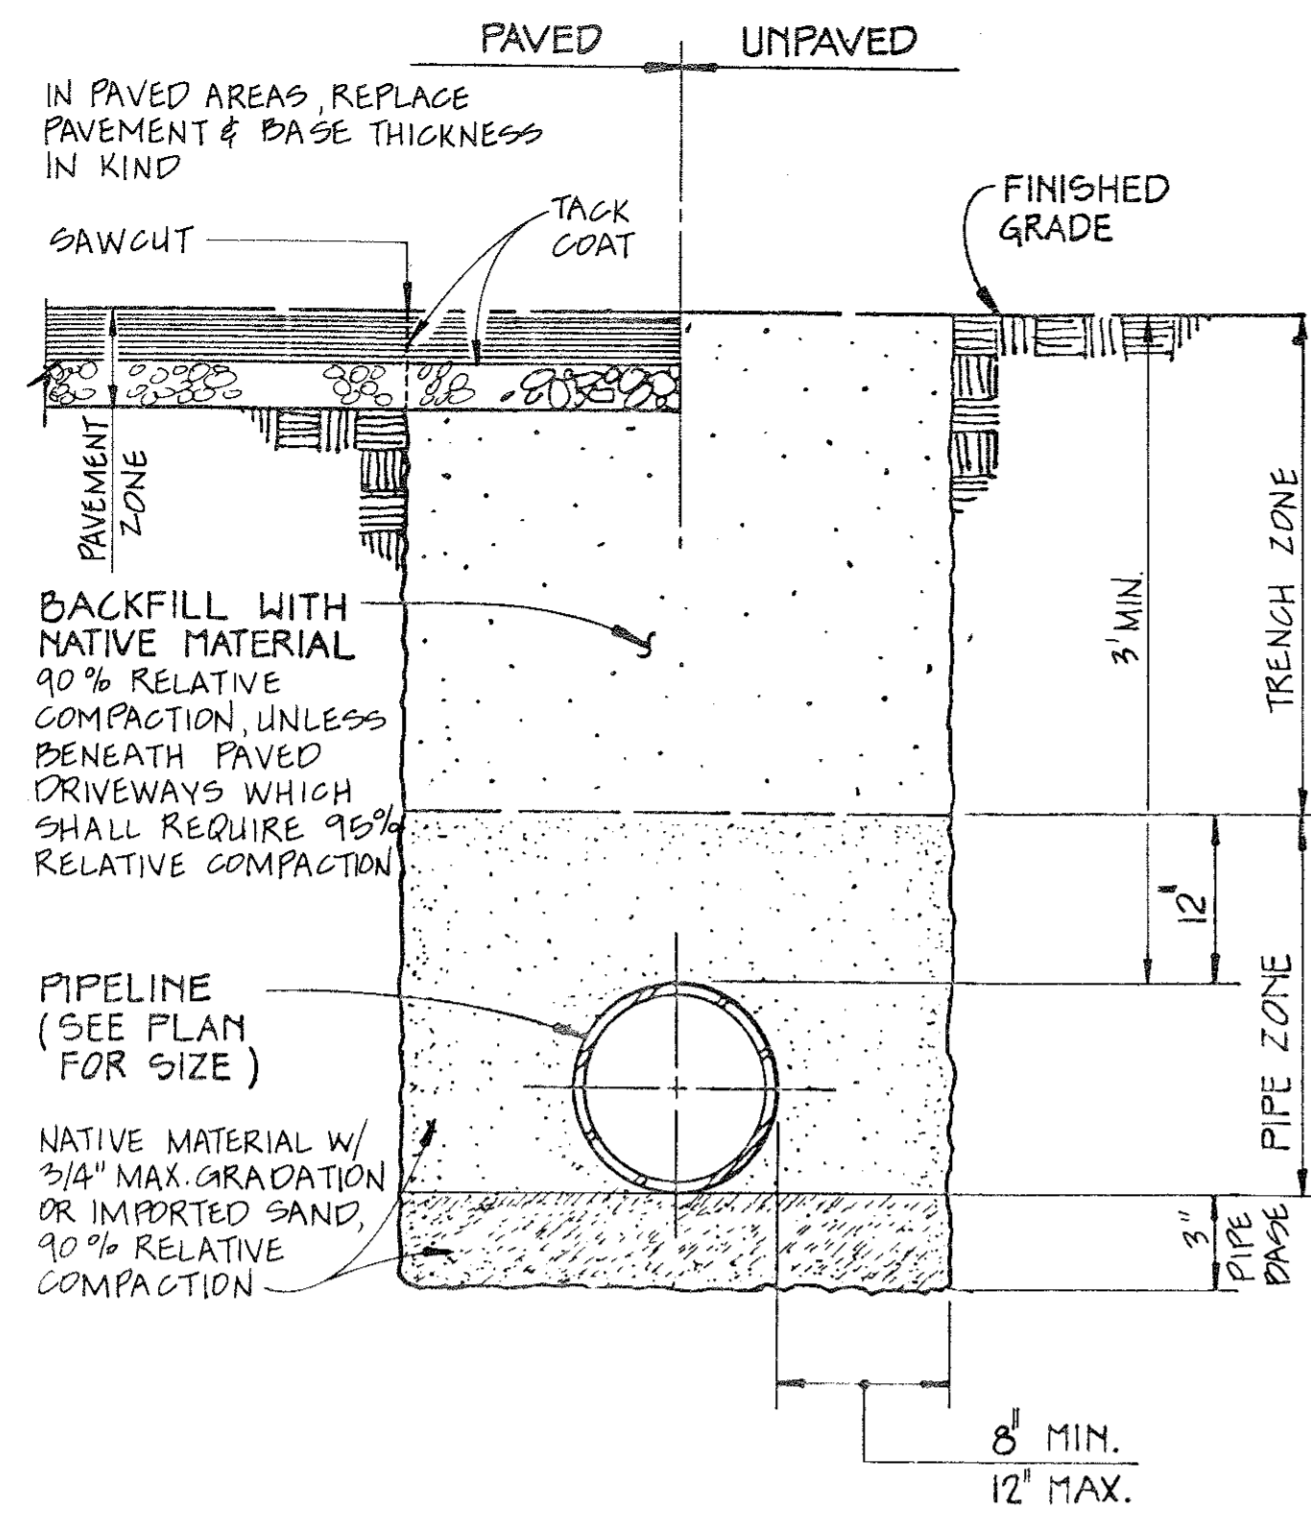 PAVED
UNPAVED
IN PAVED AREAS, REPLACE
PAVEMENT & BASE THICKNESS
IN KIND
TACK
COAT
SAWCUT
FINISHED
GRADE
PAVEMENT
ZONE
BACKFILL WITH
NATIVE MATERIAL
90% RELATIVE
COMPACTION, UNLESS
BENEATH PAVED
DRIVEWAYS WHICH
SHALL REQUIRE 95%
RELATIVE COMPACTION
3' MIN.
TRENCH ZONE
12'
PIPE ZONE
PIPELINE
(SEE PLAN
FOR SIZE)
NATIVE MATERIAL W/
3/4" MAX. GRADATION
OR IMPORTED SAND,
90% RELATIVE
COMPACTION
3"
PIPE
BASE
8" MIN.
12" MAX.